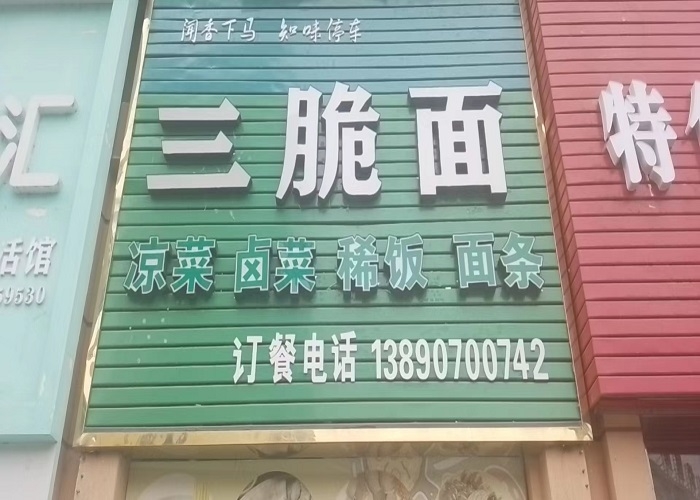 闻香下马 知味停车
三脆面
凉菜 卤菜 稀饭 面条
订餐电话 13890700742
汇
活馆
59530
特